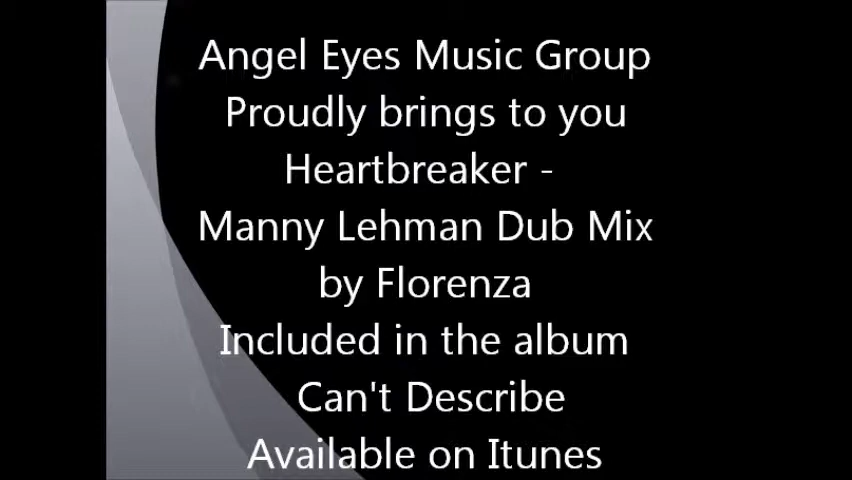 Angel Eyes Music Group
Proudly brings to you
Heartbreaker -
Manny Lehman Dub Mix
by Florenza
Included in the album
Can't Describe
Available on Itunes